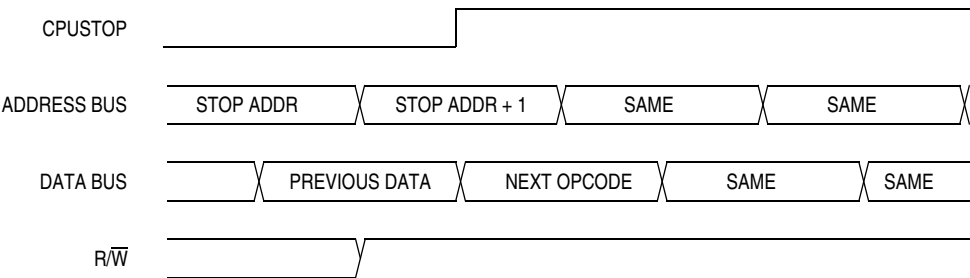 CPUSTOP
ADDRESS BUS STOP ADDR STOP ADDR + 1 SAME SAME
DATA BUS PREVIOUS DATA NEXT OPCODE SAME SAME
R/W̅